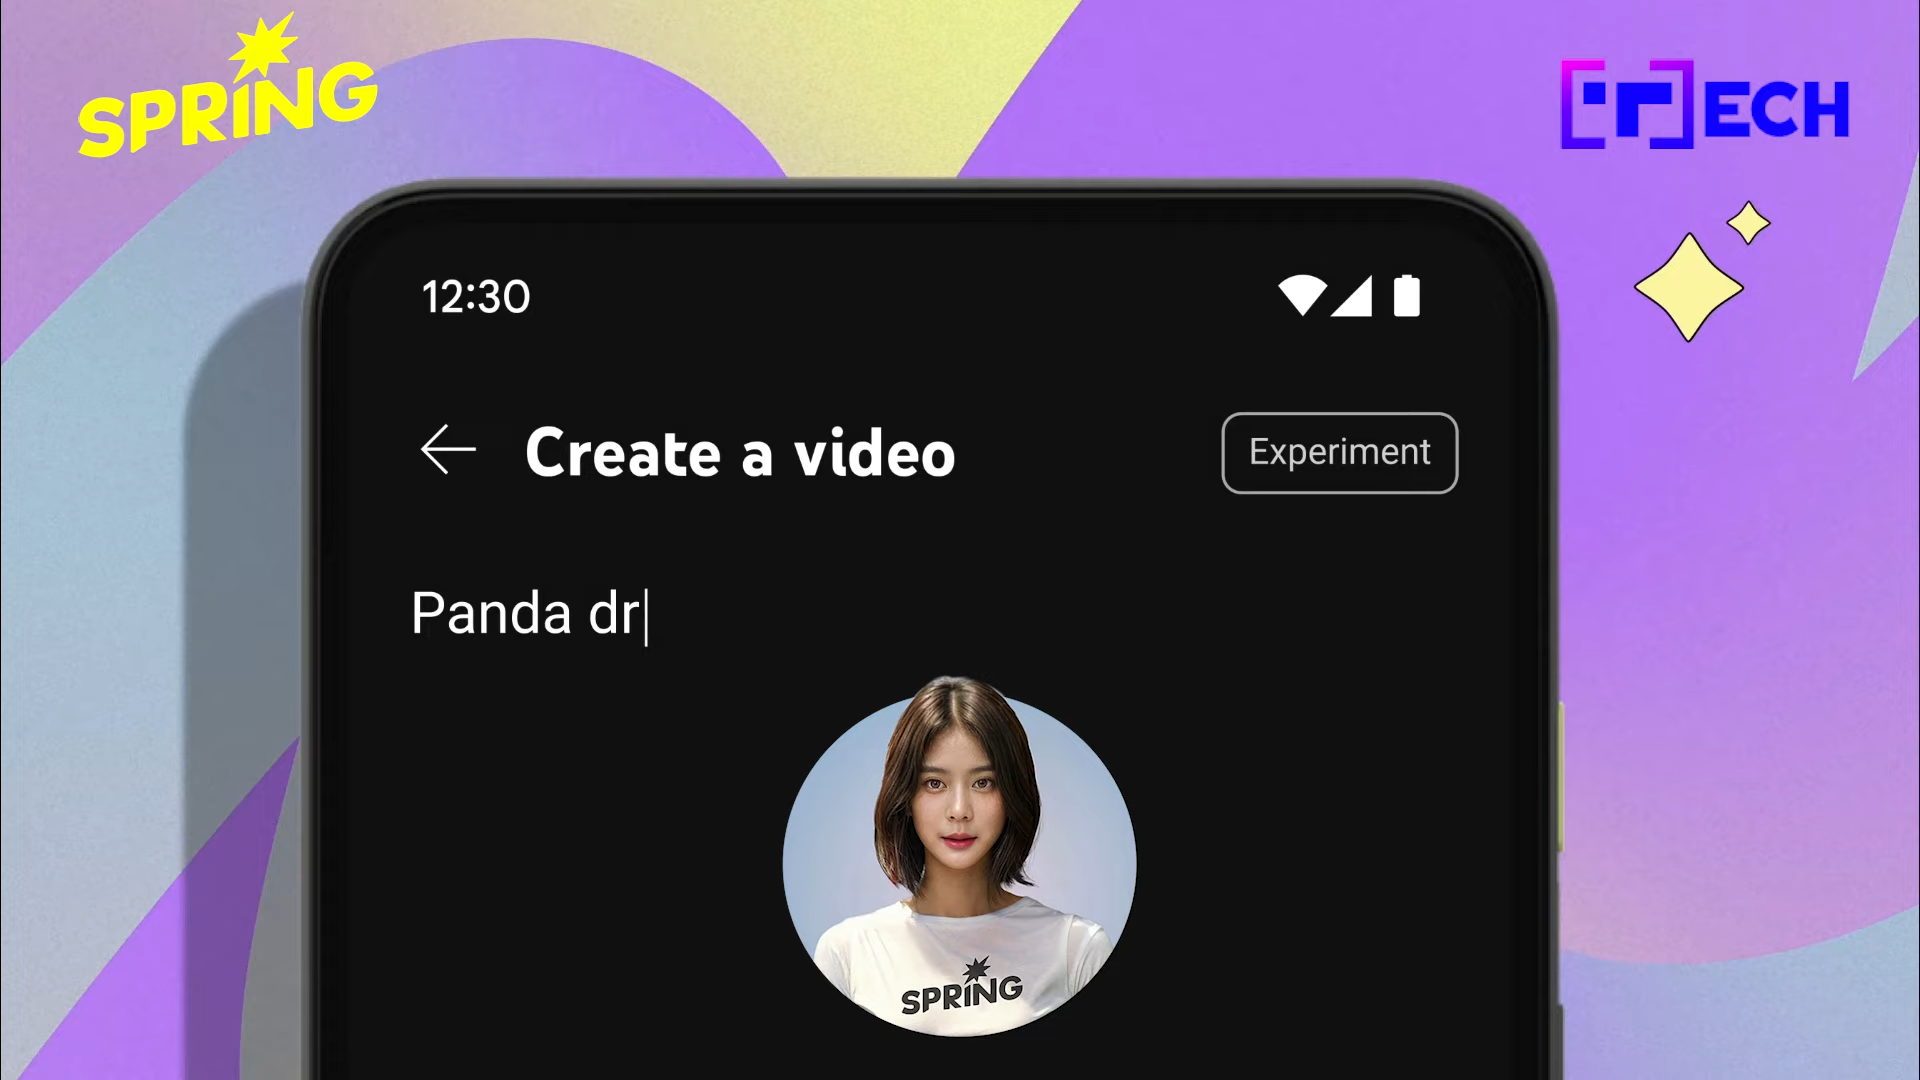 SPRING
[T]ECH
12:30
Create a video
Experiment
Panda dr
SPRING